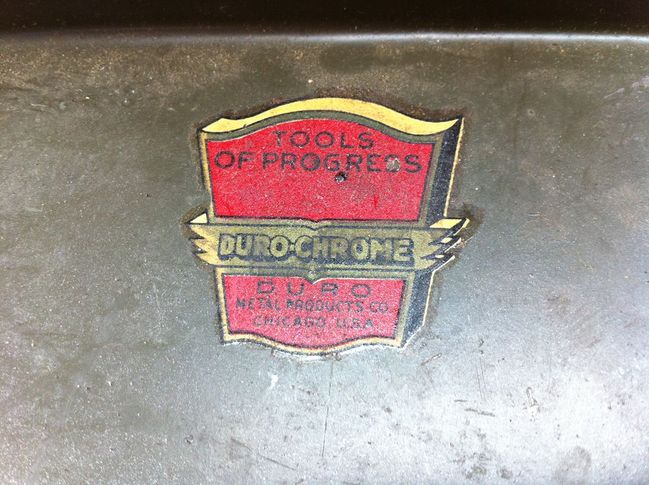 TOOLS
OF PROGRESS
DURO-CHROME
DURO
METAL PRODUCTS CO.
CHICAGO, U.S.A.